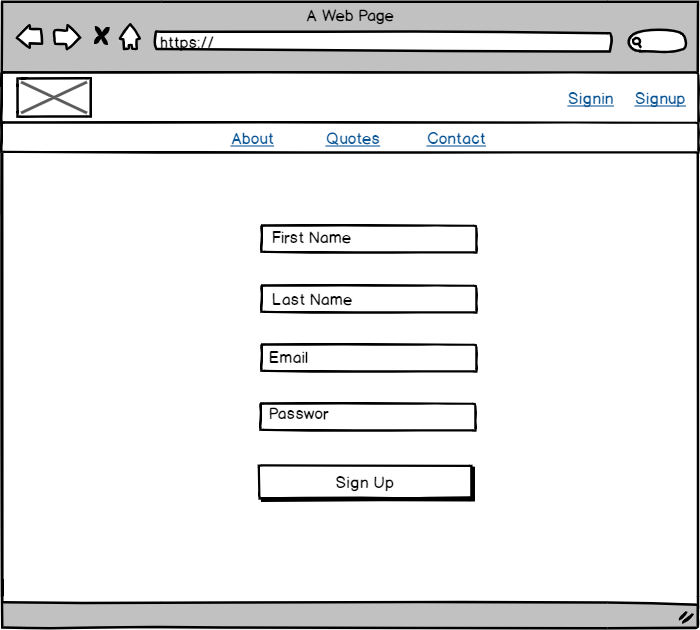 A Web Page
https://
Signin Signup
About Quotes Contact
First Name
Last Name
Email
Passwor
Sign Up